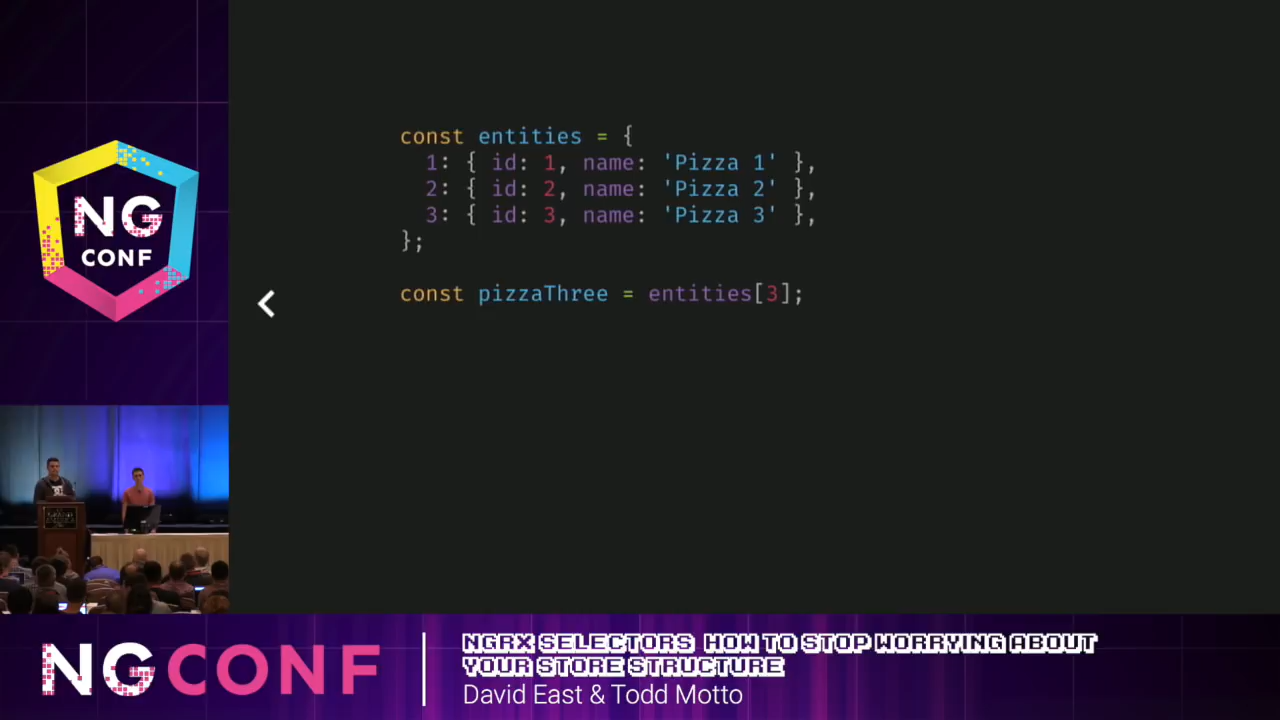 NG
CONF
const entities = {
1: { id: 1, name: 'Pizza 1' },
2: { id: 2, name: 'Pizza 2' },
3: { id: 3, name: 'Pizza 3' },
};
const pizzaThree = entities[3];
NGCONF
NGRX SELECTORS HOW TO STOP WORRYING ABOUT
YOUR STORE STRUCTURE
David East & Todd Motto